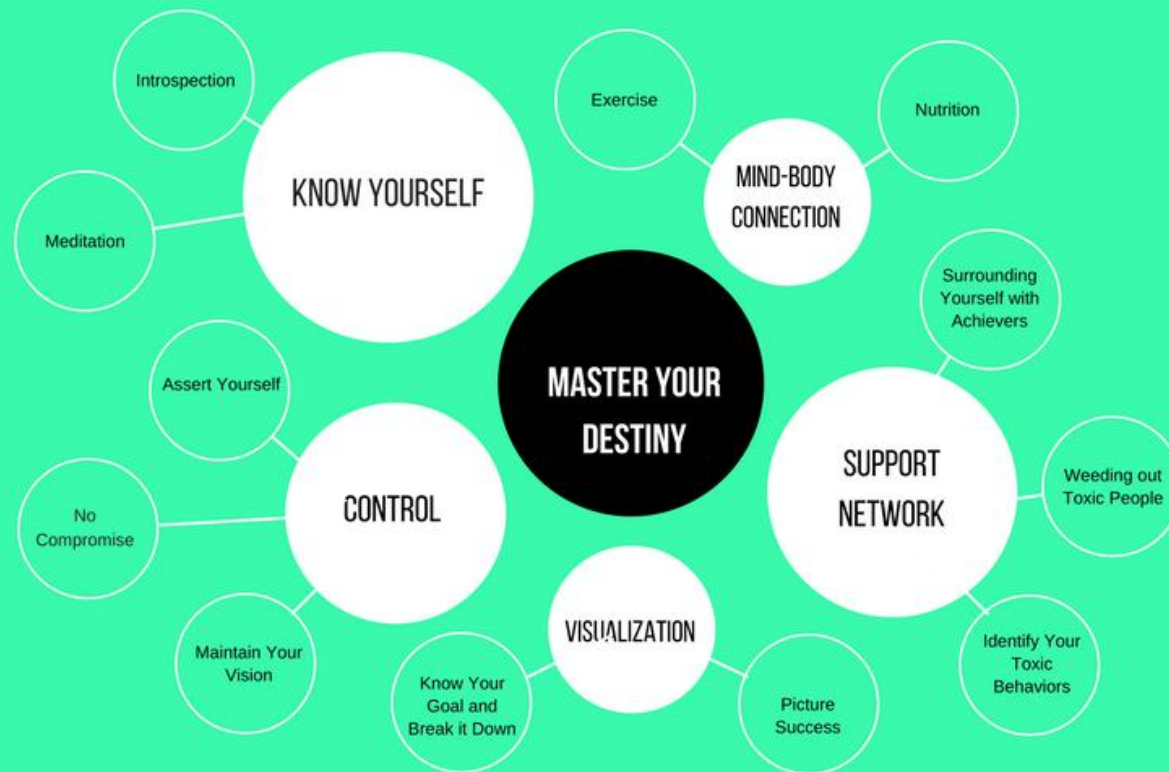 Introspection
Meditation
KNOW YOURSELF
Exercise
Nutrition
MIND-BODY
CONNECTION
MASTER YOUR
DESTINY
Surrounding
Yourself with
Achievers
SUPPORT
NETWORK
Weeding out
Toxic People
Identify Your
Toxic
Behaviors
Assert Yourself
CONTROL
No
Compromise
Maintain Your
Vision
VISUALIZATION
Know Your
Goal and
Break it Down
Picture
Success